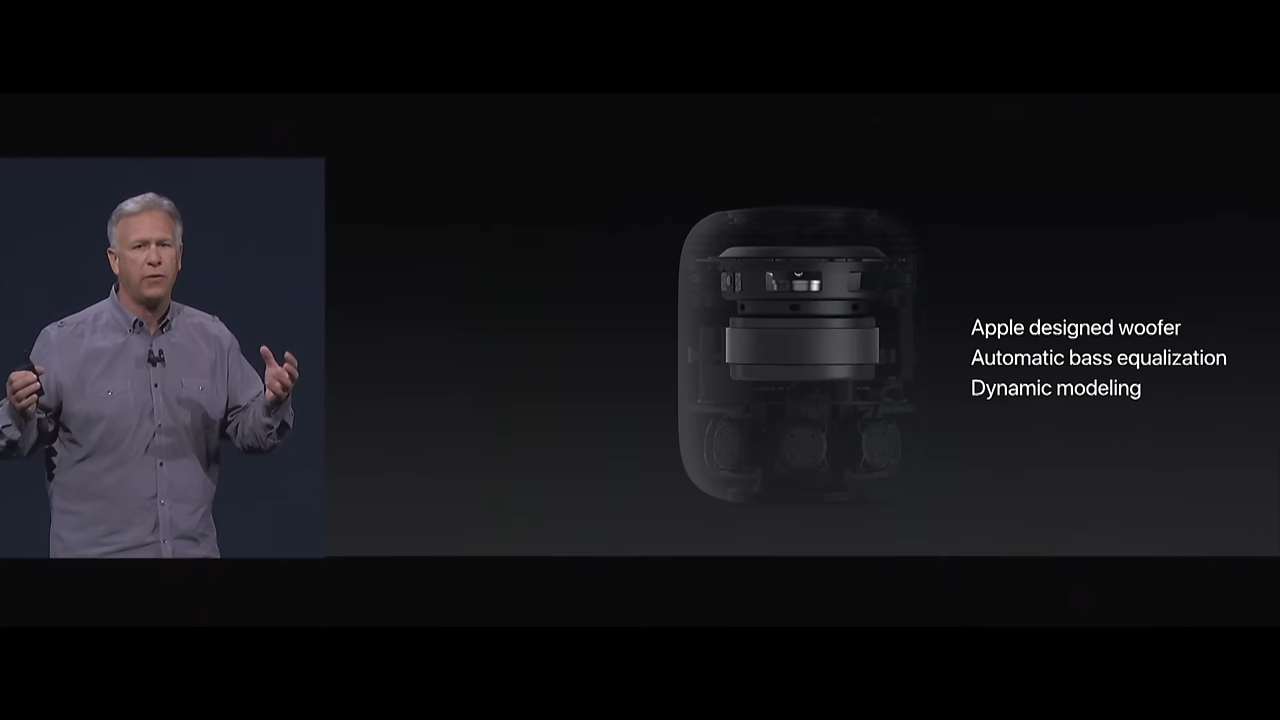 Apple designed woofer
Automatic bass equalization
Dynamic modeling